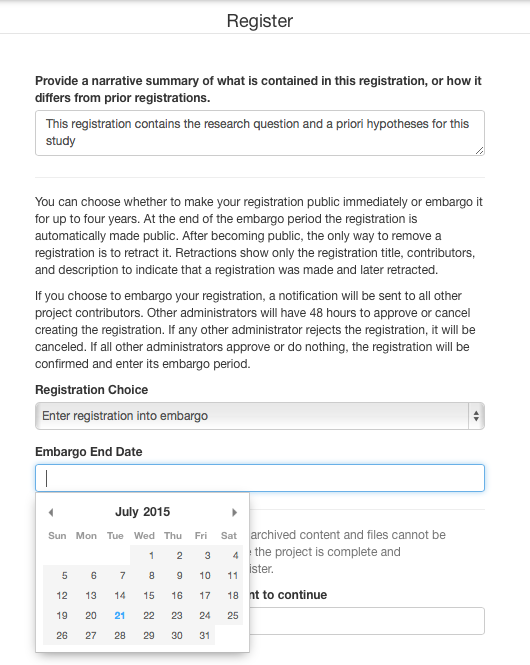 Register
Provide a narrative summary of what is contained in this registration, or how it
differs from prior registrations.
This registration contains the research question and a priori hypotheses for this
study
You can choose whether to make your registration public immediately or embargo it
for up to four years. At the end of the embargo period the registration is
automatically made public. After becoming public, the only way to remove a
registration is to retract it. Retractions show only the registration title, contributors,
and description to indicate that a registration was made and later retracted.
If you choose to embargo your registration, a notification will be sent to all other
project contributors. Other administrators will have 48 hours to approve or cancel
creating the registration. If any other administrator rejects the registration, it will be
canceled. If all other administrators approve or do nothing, the registration will be
confirmed and enter its embargo period.
Registration Choice
Enter registration into embargo
Embargo End Date
July 2015
Sun Mon Tue Wed Thu Fri Sat
1 2 3 4
5 6 7 8 9 10 11
12 13 14 15 16 17 18
19 20 21 22 23 24 25
26 27 28 29 30 31
archived content and files cannot be
the project is complete and
to continue